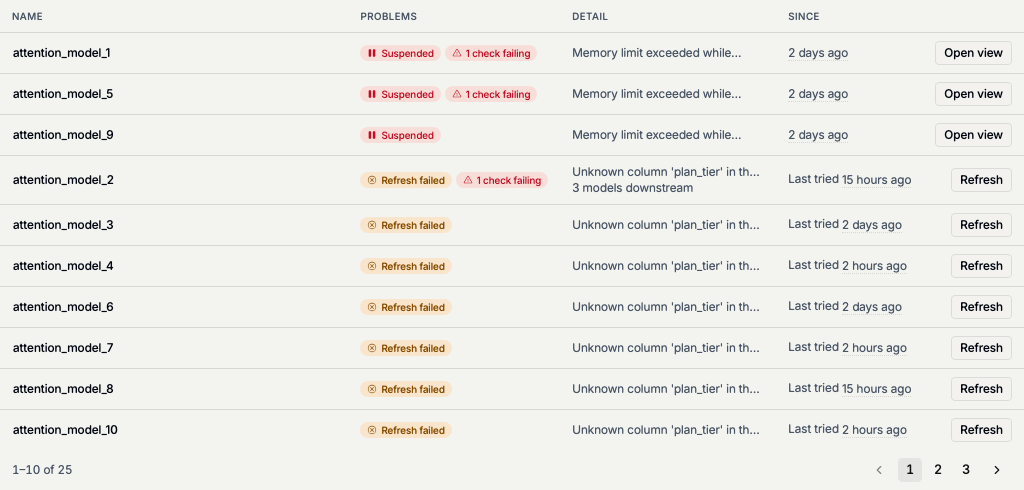 NAME PROBLEMS DETAIL SINCE
attention_model_1 Suspended 1 check failing Memory limit exceeded while... 2 days ago Open view
attention_model_5 Suspended 1 check failing Memory limit exceeded while... 2 days ago Open view
attention_model_9 Suspended Memory limit exceeded while... 2 days ago Open view
attention_model_2 Refresh failed 1 check failing Unknown column 'plan_tier' in th... Last tried 15 hours ago Refresh
3 models downstream
attention_model_3 Refresh failed Unknown column 'plan_tier' in th... Last tried 2 days ago Refresh
attention_model_4 Refresh failed Unknown column 'plan_tier' in th... Last tried 2 hours ago Refresh
attention_model_6 Refresh failed Unknown column 'plan_tier' in th... Last tried 2 days ago Refresh
attention_model_7 Refresh failed Unknown column 'plan_tier' in th... Last tried 2 hours ago Refresh
attention_model_8 Refresh failed Unknown column 'plan_tier' in th... Last tried 15 hours ago Refresh
attention_model_10 Refresh failed Unknown column 'plan_tier' in th... Last tried 2 hours ago Refresh
1–10 of 25 1 2 3